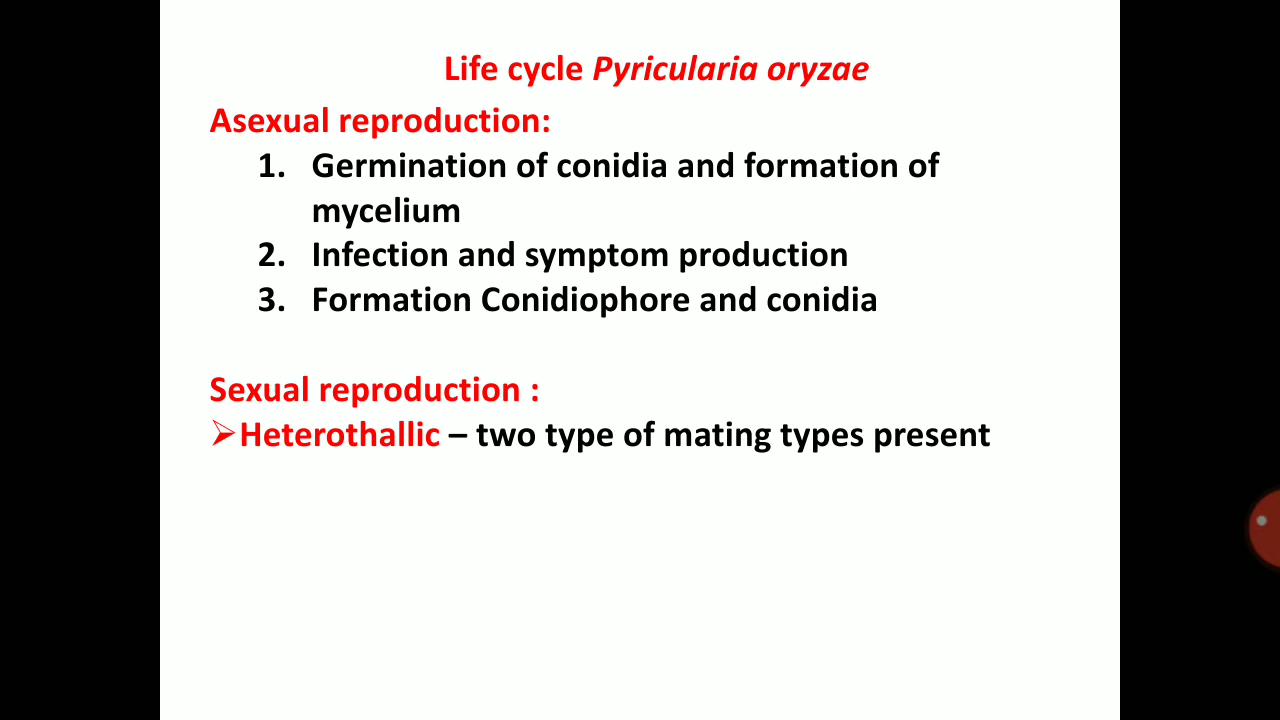 Life cycle Pyricularia oryzae
Asexual reproduction:
1. Germination of conidia and formation of
mycelium
2. Infection and symptom production
3. Formation Conidiophore and conidia
Sexual reproduction :
➢Heterothallic – two type of mating types present